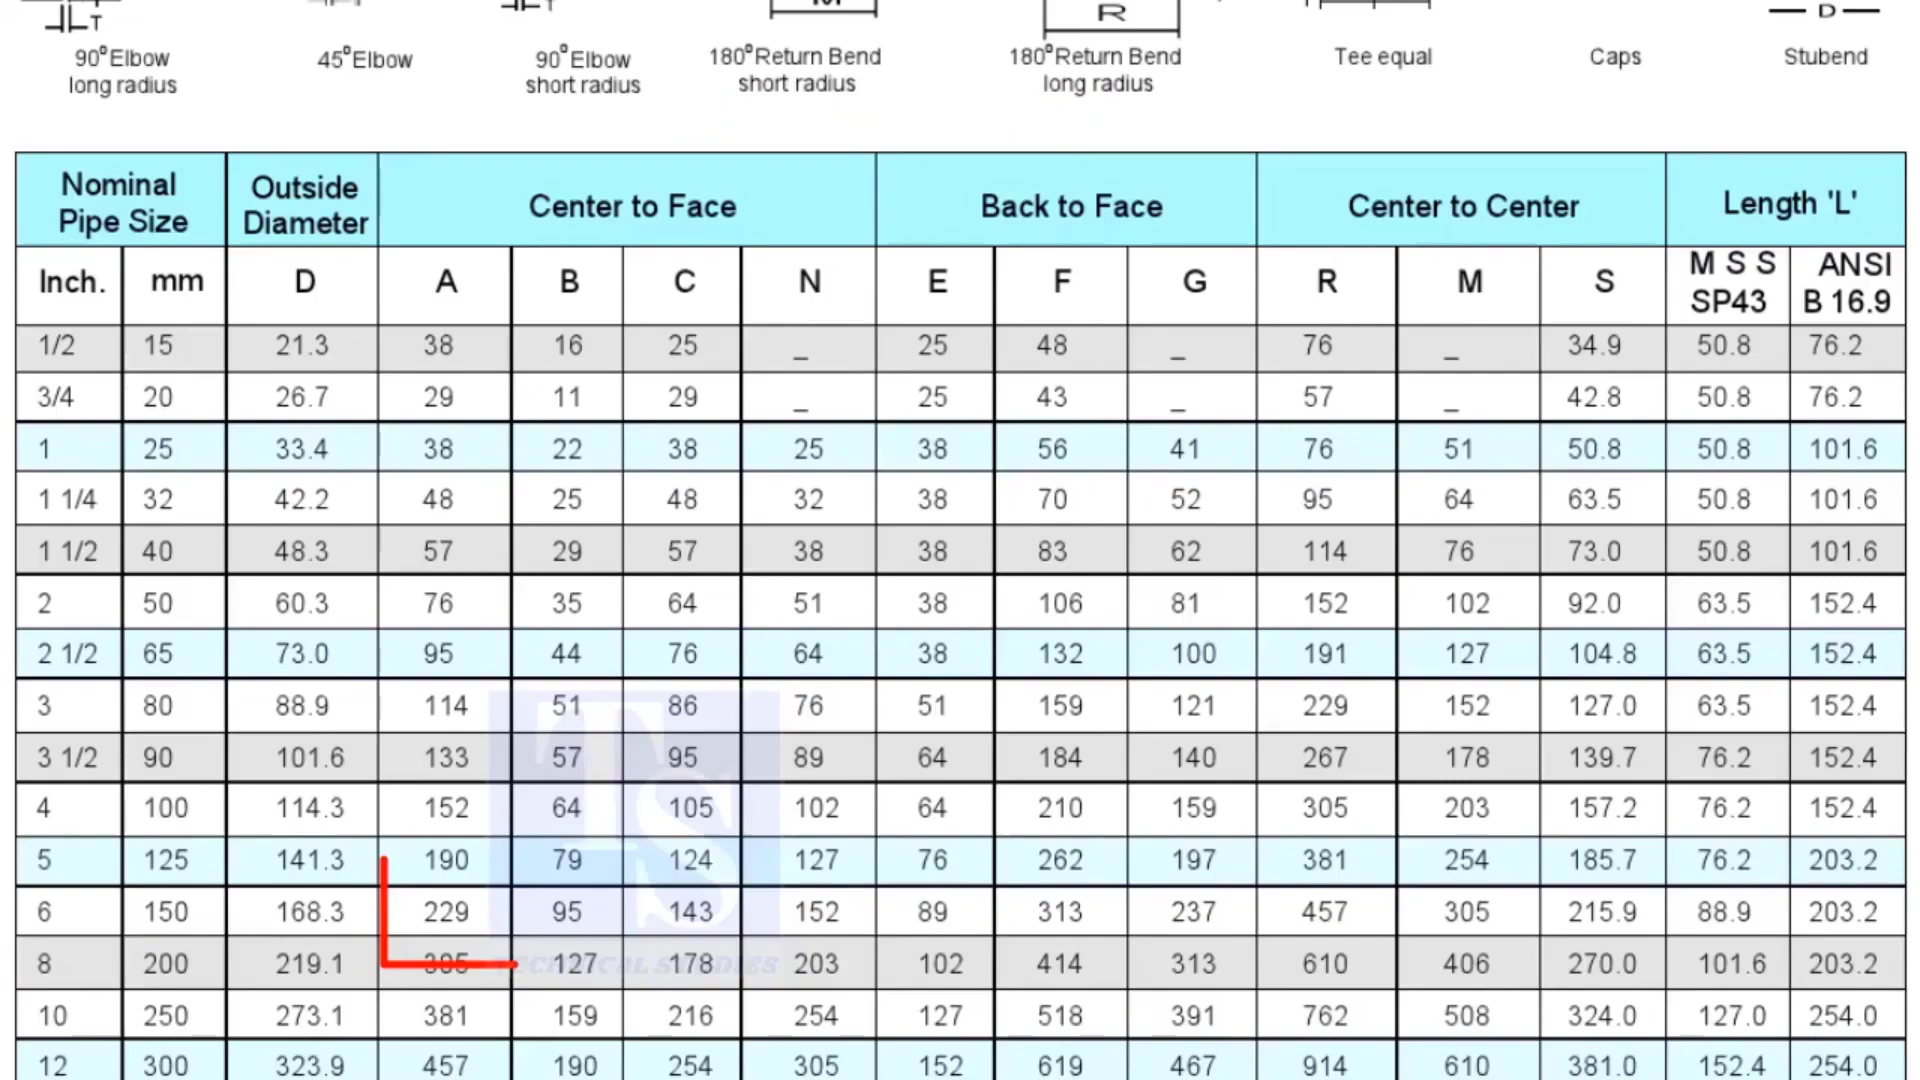 T T M R D
90°Elbow 45°Elbow 90°Elbow 180°Return Bend 180°Return Bend Tee equal Caps Stubend
long radius short radius short radius long radius
Nominal Pipe Size Outside Diameter Center to Face Back to Face Center to Center Length 'L'
Inch. mm D A B C N E F G R M S M S S SP43 ANSI B 16.9
1/2 15 21.3 38 16 25 _ 25 48 _ 76 _ 34.9 50.8 76.2
3/4 20 26.7 29 11 29 _ 25 43 _ 57 _ 42.8 50.8 76.2
1 25 33.4 38 22 38 25 38 56 41 76 51 50.8 50.8 101.6
1 1/4 32 42.2 48 25 48 32 38 70 52 95 64 63.5 50.8 101.6
1 1/2 40 48.3 57 29 57 38 38 83 62 114 76 73.0 50.8 101.6
2 50 60.3 76 35 64 51 38 106 81 152 102 92.0 63.5 152.4
2 1/2 65 73.0 95 44 76 64 38 132 100 191 127 104.8 63.5 152.4
3 80 88.9 114 51 86 76 51 159 121 229 152 127.0 63.5 152.4
3 1/2 90 101.6 133 57 95 89 64 184 140 267 178 139.7 76.2 152.4
4 100 114.3 152 64 105 102 64 210 159 305 203 157.2 76.2 152.4
5 125 141.3 190 79 124 127 76 262 197 381 254 185.7 76.2 203.2
6 150 168.3 229 95 143 152 89 313 237 457 305 215.9 88.9 203.2
8 200 219.1 127 178 203 102 414 313 610 406 270.0 101.6 203.2
10 250 273.1 381 159 216 254 127 518 391 762 508 324.0 127.0 254.0
12 300 323.9 457 190 254 305 152 619 467 914 610 381.0 152.4 254.0
TS
TECHNICAL STUDIES